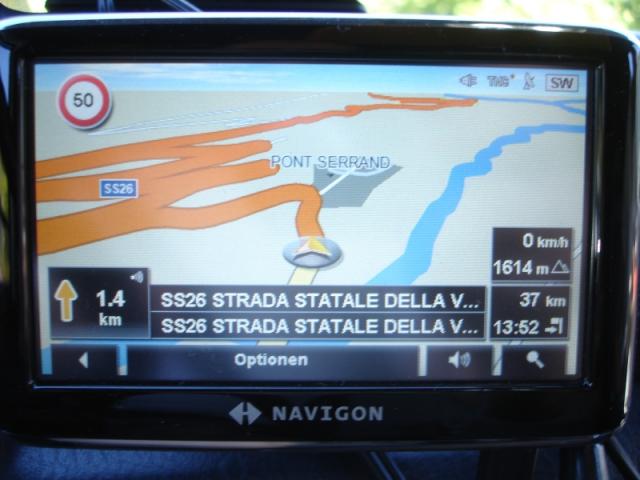 50
TMC
SW
PONT SERRAND
SS26
0 km/h
1614 m
1.4 km
SS26 STRADA STATALE DELLA V...
SS26 STRADA STATALE DELLA V...
37 km
13:52
Optionen
NAVIGON